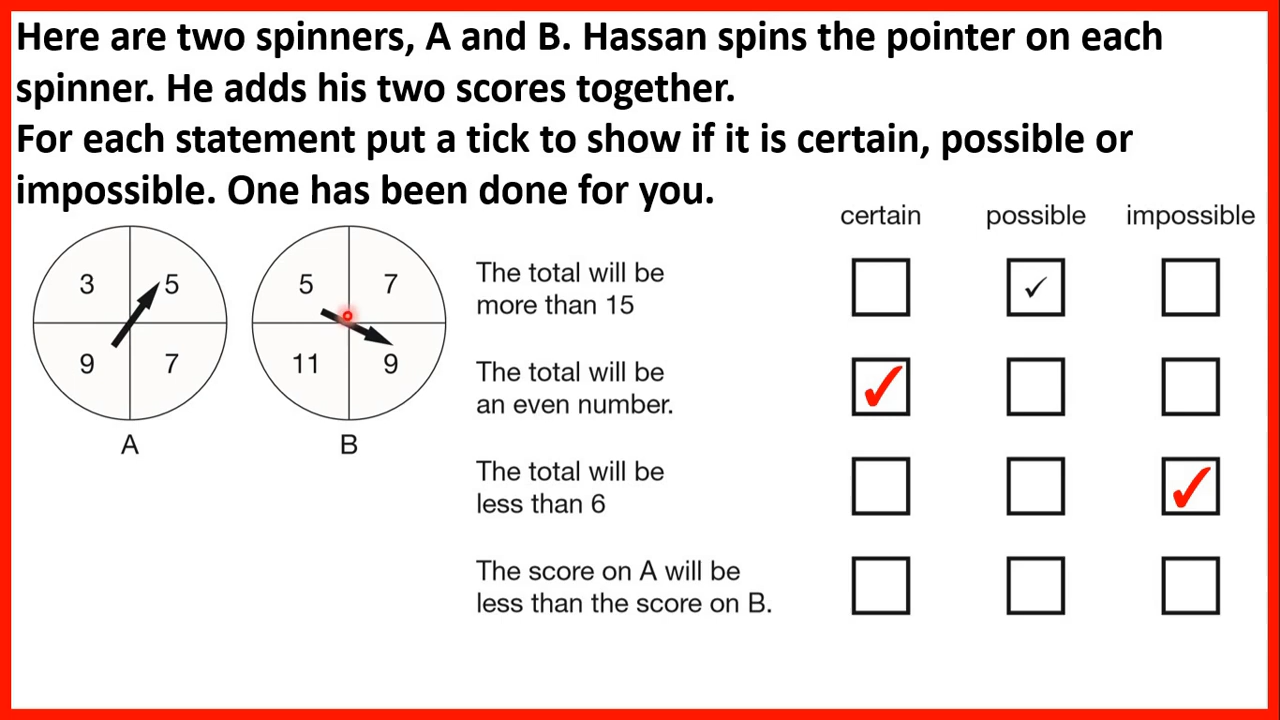 Here are two spinners, A and B. Hassan spins the pointer on each
spinner. He adds his two scores together.
For each statement put a tick to show if it is certain, possible or
impossible. One has been done for you.
certain possible impossible
3 5
9 7
A
5 7
11 9
B
The total will be
more than 15
The total will be
an even number.
The total will be
less than 6
The score on A will be
less than the score on B.